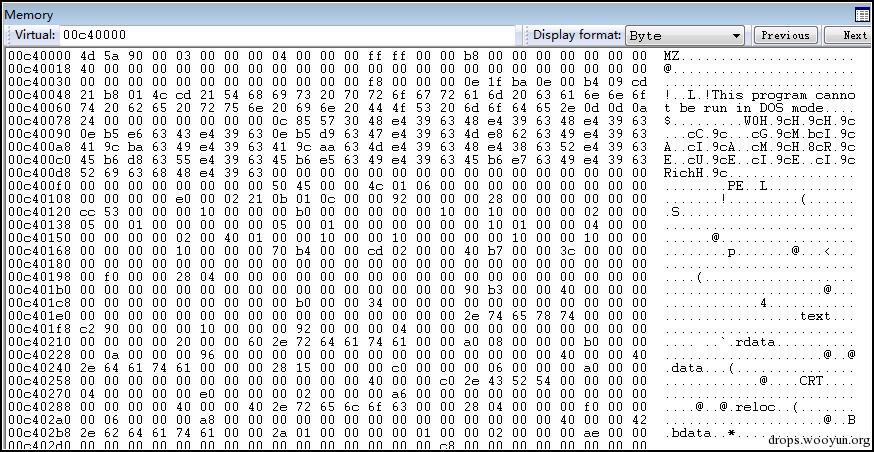 Memory
Virtual: 00c40000 Display format: Byte Previous Next
00c40000 4d 5a 90 00 03 00 00 00 04 00 00 00 ff ff 00 00 b8 00 00 00 00 00 00 00 MZ......................
00c40018 40 00 00 00 00 00 00 00 00 00 00 00 00 00 00 00 00 00 00 00 00 00 00 00 @.......................
00c40030 00 00 00 00 00 00 00 00 00 00 00 00 f8 00 00 00 0e 1f ba 0e 00 b4 09 cd ........................
00c40048 21 b8 01 4c cd 21 54 68 69 73 20 70 72 6f 67 72 61 6d 20 63 61 6e 6e 6f !..L.!This program canno
00c40060 74 20 62 65 20 72 75 6e 20 69 6e 20 44 4f 53 20 6d 6f 64 65 2e 0d 0d 0a t be run in DOS mode....
00c40078 24 00 00 00 00 00 00 00 0c 85 57 30 48 e4 39 63 48 e4 39 63 48 e4 39 63 $.........W0H.9cH.9cH.9c
00c40090 0e b5 e6 63 43 e4 39 63 0e b5 d9 63 47 e4 39 63 4d e8 62 63 49 e4 39 63 ...cC.9c...cG.9cM.bcI.9c
00c400a8 41 9c ba 63 49 e4 39 63 41 9c aa 63 4d e4 39 63 48 e4 38 63 52 e4 39 63 A..cI.9cA..cM.9cH.8cR.9c
00c400c0 45 b6 d8 63 55 e4 39 63 45 b6 e5 63 49 e4 39 63 45 b6 e7 63 49 e4 39 63 E..cU.9cE..cI.9cE..cI.9c
00c400d8 52 69 63 68 48 e4 39 63 00 00 00 00 00 00 00 00 00 00 00 00 00 00 00 00 RichH.9c................
00c400f0 00 00 00 00 00 00 00 00 50 45 00 00 4c 01 06 00 00 00 00 00 00 00 00 00 ........PE..L...........
00c40108 00 00 00 00 e0 00 02 21 0b 01 0c 00 00 92 00 00 00 28 00 00 00 00 00 00 .......!.........(......
00c40120 cc 53 00 00 00 10 00 00 00 b0 00 00 00 00 00 10 00 10 00 00 00 02 00 00 .S......................
00c40138 05 00 01 00 00 00 00 00 05 00 01 00 00 00 00 00 00 10 01 00 00 04 00 00 ........................
00c40150 00 00 00 00 02 00 40 01 00 00 10 00 00 10 00 00 00 00 10 00 00 10 00 00 ......@.................
00c40168 00 00 00 00 10 00 00 00 70 b4 00 00 cd 02 00 00 40 b7 00 00 3c 00 00 00 ........p.......@...<...
00c40180 00 00 00 00 00 00 00 00 00 00 00 00 00 00 00 00 00 00 00 00 00 00 00 00 ........................
00c40198 00 f0 00 00 28 04 00 00 00 00 00 00 00 00 00 00 00 00 00 00 00 00 00 00 ....(...................
00c401b0 00 00 00 00 00 00 00 00 00 00 00 00 00 00 00 00 90 b3 00 00 40 00 00 00 ....................@...
00c401c8 00 00 00 00 00 00 00 00 00 b0 00 00 34 00 00 00 00 00 00 00 00 00 00 00 ............4...........
00c401e0 00 00 00 00 00 00 00 00 00 00 00 00 00 00 00 00 2e 74 65 78 74 00 00 00 .................text...
00c401f8 c2 90 00 00 00 10 00 00 00 92 00 00 00 04 00 00 00 00 00 00 00 00 00 00 ........................
00c40210 00 00 00 00 20 00 00 60 2e 72 64 61 74 61 00 00 a0 08 00 00 00 b0 00 00 .... ..`.rdata..........
00c40228 00 0a 00 00 00 96 00 00 00 00 00 00 00 00 00 00 00 00 00 00 40 00 00 40 ....................@..@
00c40240 2e 64 61 74 61 00 00 00 28 15 00 00 00 c0 00 00 00 06 00 00 00 a0 00 00 .data...(...............
00c40258 00 00 00 00 00 00 00 00 00 00 00 00 40 00 00 c0 2e 43 52 54 00 00 00 00 ............@....CRT....
00c40270 04 00 00 00 00 e0 00 00 00 02 00 00 00 a6 00 00 00 00 00 00 00 00 00 00 ........................
00c40288 00 00 00 00 40 00 00 40 2e 72 65 6c 6f 63 00 00 28 04 00 00 00 f0 00 00 ....@..@.reloc..(.......
00c402a0 00 06 00 00 00 a8 00 00 00 00 00 00 00 00 00 00 00 00 00 00 40 00 00 42 ....................@..B
00c402b8 2e 62 64 61 74 61 00 00 2a 01 00 00 00 00 01 00 00 02 00 00 00 ae 00 00 .bdata..*...............
drops.wooyun.org